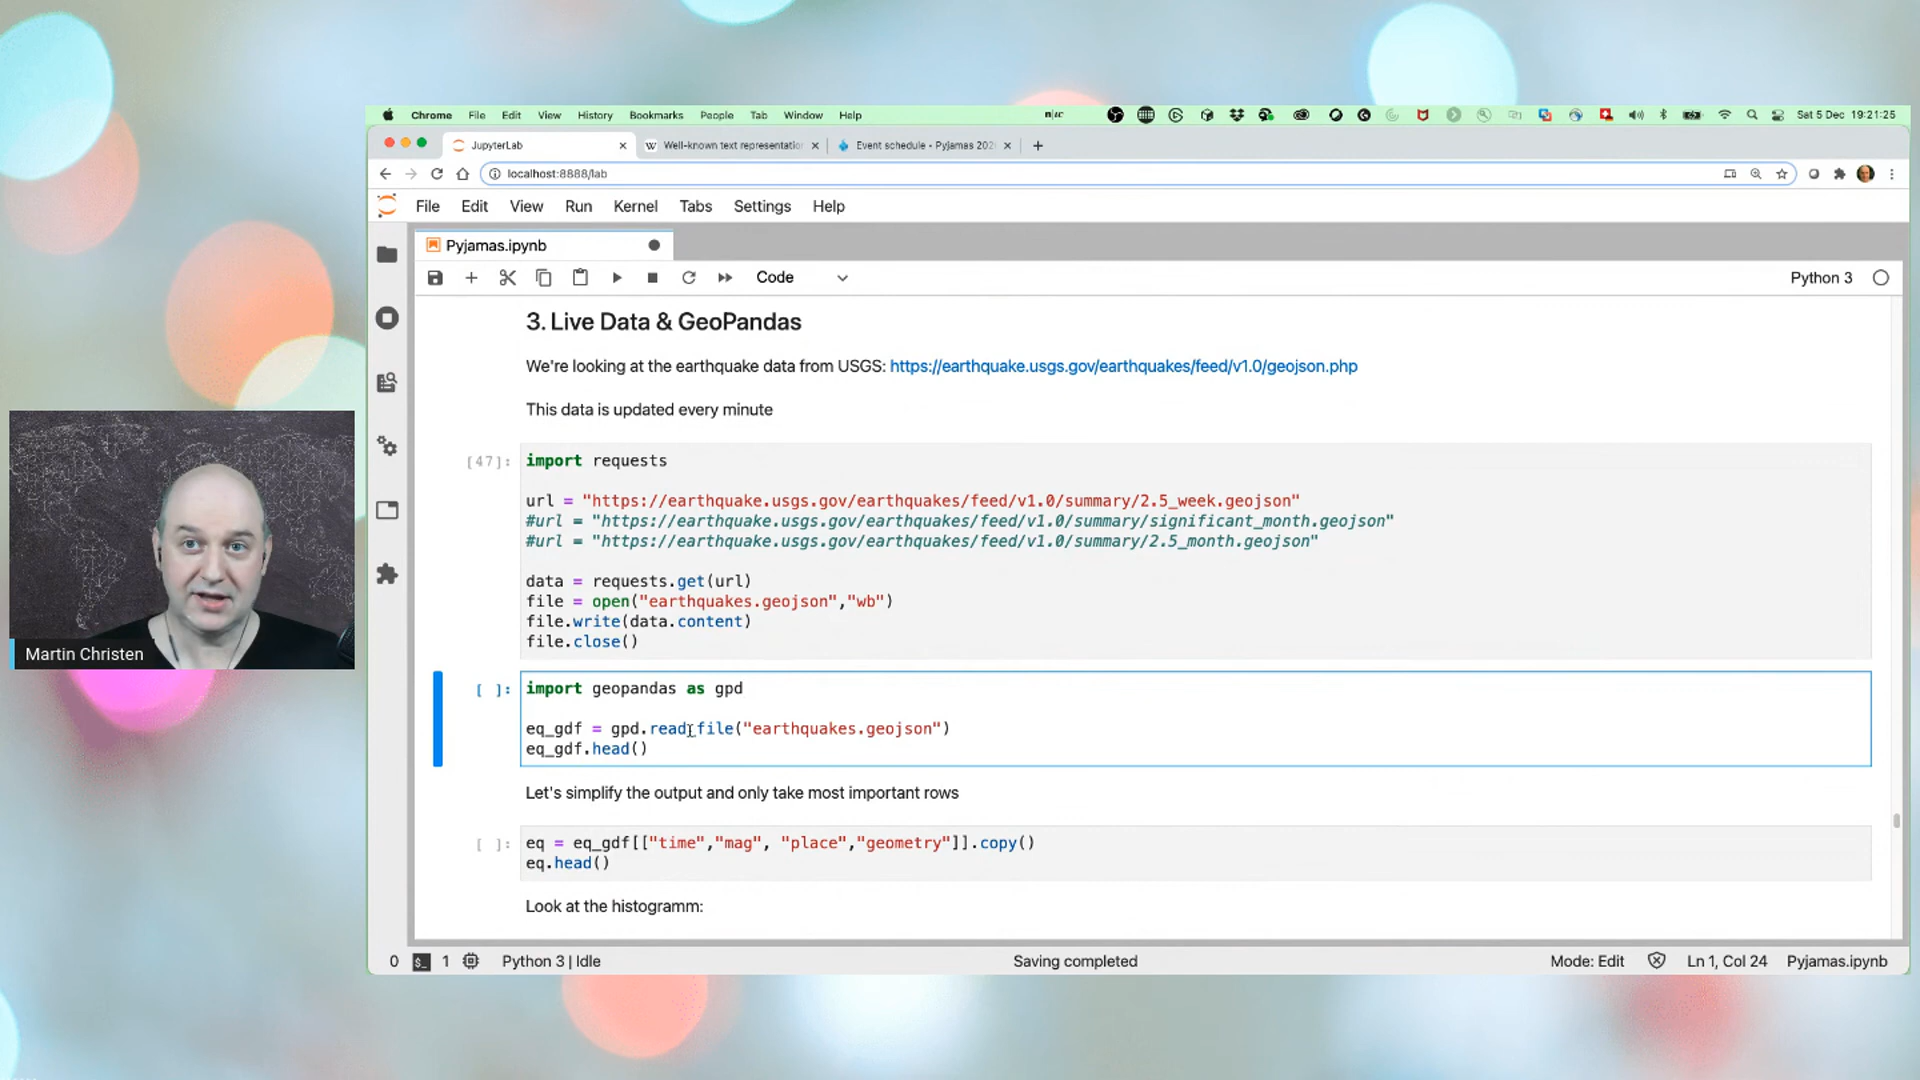 Chrome File Edit View History Bookmarks People Tab Window Help
Sat 5 Dec 19:21:25
JupyterLab
W Well-known text representation
Event schedule - Pyjamas 202
localhost:8888/lab
File Edit View Run Kernel Tabs Settings Help
Pyjamas.ipynb
Code
Python 3
3. Live Data & GeoPandas
We're looking at the earthquake data from USGS: https://earthquake.usgs.gov/earthquakes/feed/v1.0/geojson.php
This data is updated every minute
[47]:
import requests
url = "https://earthquake.usgs.gov/earthquakes/feed/v1.0/summary/2.5_week.geojson"
#url = "https://earthquake.usgs.gov/earthquakes/feed/v1.0/summary/significant_month.geojson"
#url = "https://earthquake.usgs.gov/earthquakes/feed/v1.0/summary/2.5_month.geojson"
data = requests.get(url)
file = open("earthquakes.geojson","wb")
file.write(data.content)
file.close()
Martin Christen
[ ]:
import geopandas as gpd
eq_gdf = gpd.read_file("earthquakes.geojson")
eq_gdf.head()
Let's simplify the output and only take most important rows
[ ]:
eq = eq_gdf[["time","mag", "place","geometry"]].copy()
eq.head()
Look at the histogramm:
0 $_ 1 Python 3 | Idle Saving completed Mode: Edit Ln 1, Col 24 Pyjamas.ipynb